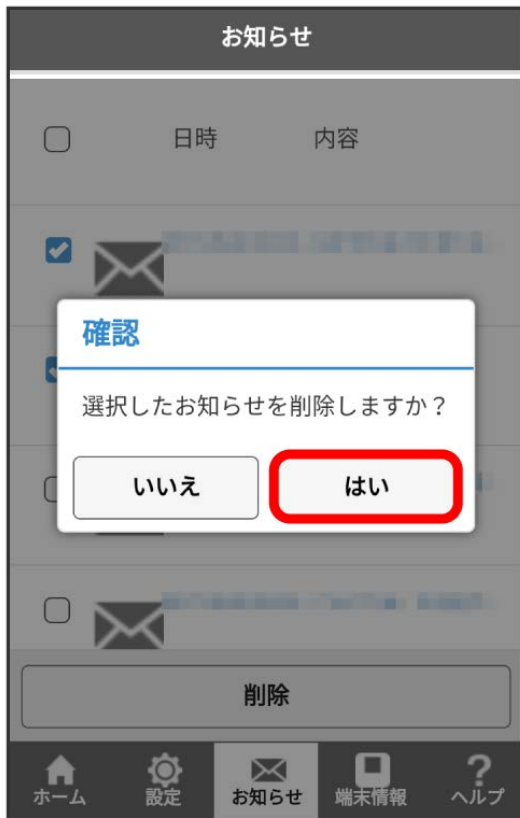 お知らせ
日時 内容
確認
選択したお知らせを削除しますか？
いいえ はい
削除
ホーム 設定 お知らせ 端末情報 ヘルプ